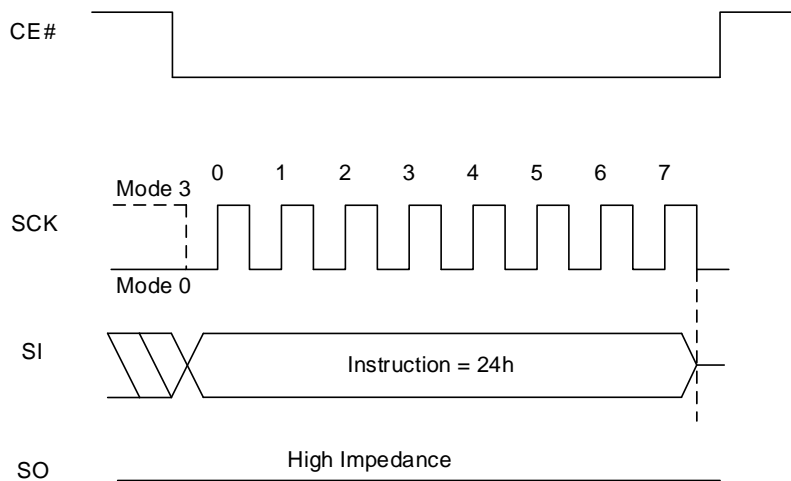 CE#
0 1 2 3 4 5 6 7
Mode 3
SCK
Mode 0
SI
Instruction = 24h
High Impedance
SO